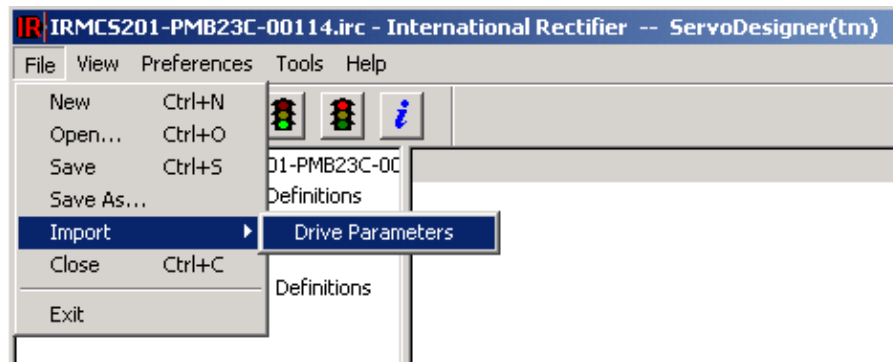 IR IRMCS201-PMB23C-00114.irc - International Rectifier -- ServoDesigner(tm)
File View Preferences Tools Help
New Ctrl+N
Open... Ctrl+O
Save Ctrl+S
01-PMB23C-00
Save As...
Definitions
Import Drive Parameters
Close Ctrl+C
Definitions
Exit